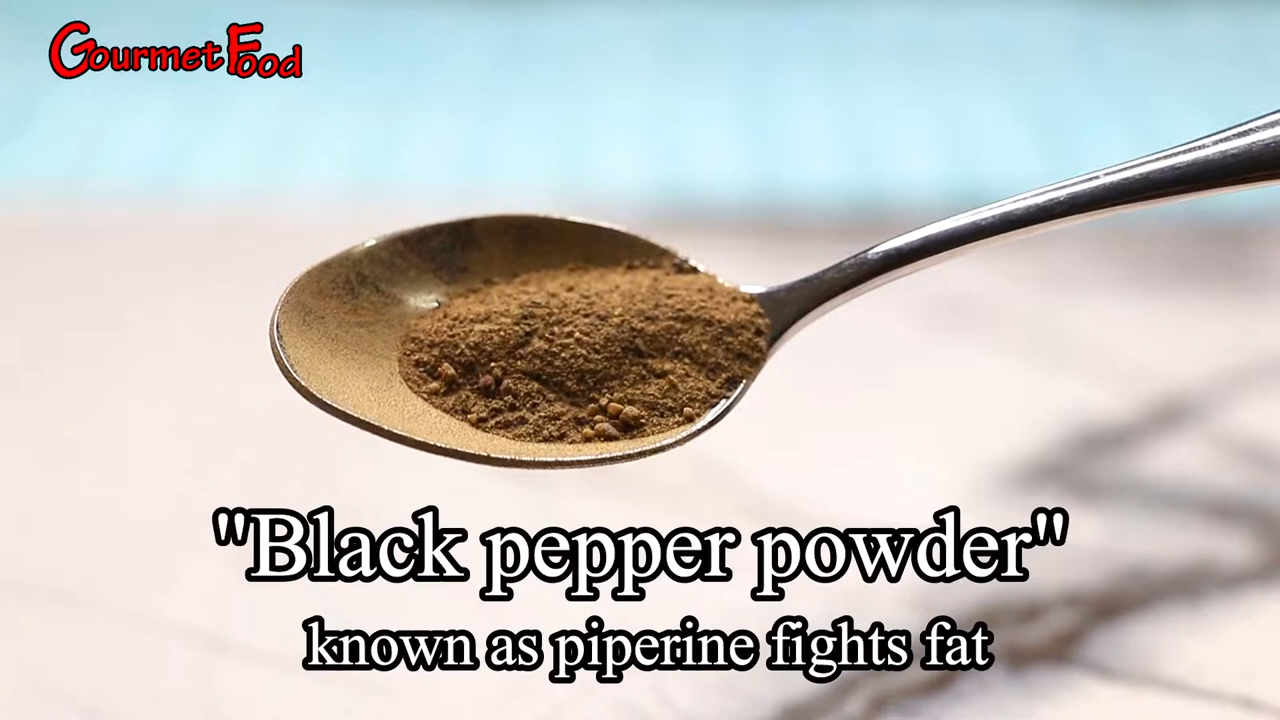 Gourmet Food
"Black pepper powder"
known as piperine fights fat